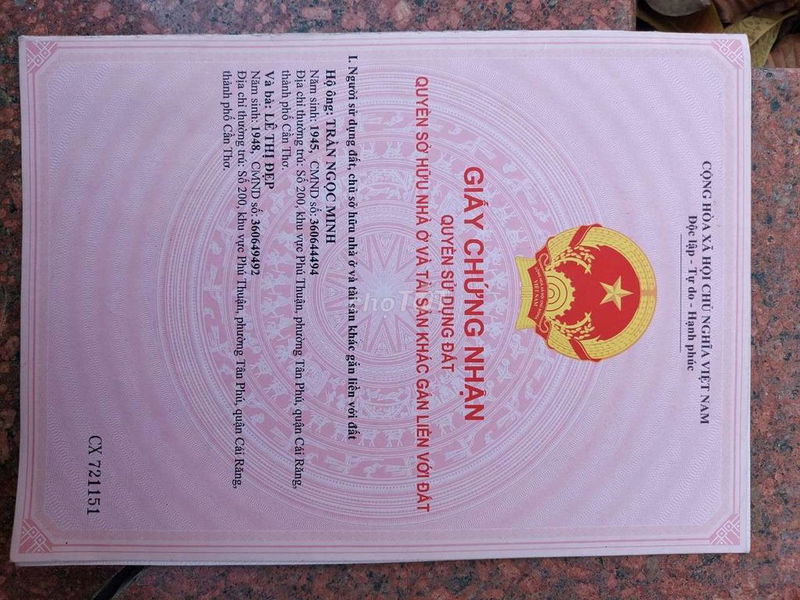 CỘNG HÒA XÃ HỘI CHỦ NGHĨA VIỆT NAM
Độc lập - Tự do - Hạnh phúc
GIẤY CHỨNG NHẬN
QUYỀN SỬ DỤNG ĐẤT
QUYỀN SỞ HỮU NHÀ Ở VÀ TÀI SẢN KHÁC GẮN LIỀN VỚI ĐẤT
I. Người sử dụng đất, chủ sở hữu nhà ở và tài sản khác gắn liền với đất
Hộ ông: TRẦN NGỌC MINH
Năm sinh: 1945, CMND số: 360644494
Địa chỉ thường trú: Số 200, khu vực Phú Thuận, phường Tân Phú, quận Cái Răng,
thành phố Cần Thơ.
Và bà: LÊ THỊ ĐẸP
Năm sinh: 1948, CMND số: 360649492
Địa chỉ thường trú: Số 200, khu vực Phú Thuận, phường Tân Phú, quận Cái Răng,
thành phố Cần Thơ.
CX 721151